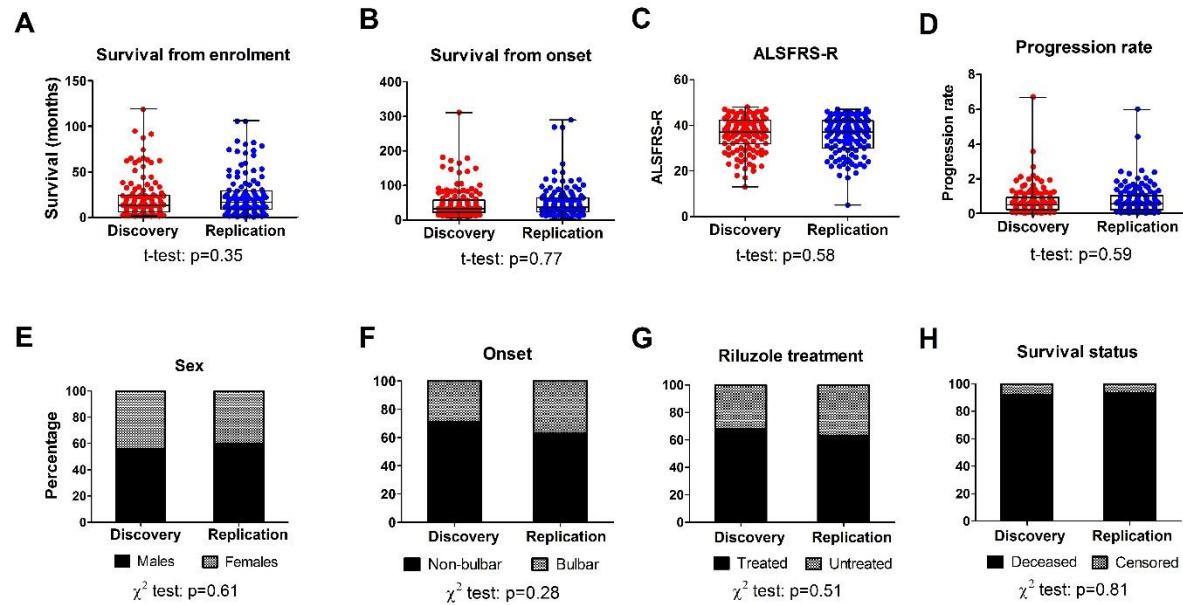 A
Survival from enrolment
Survival (months)
150
100
50
0
Discovery Replication
t-test: p=0.35
B
Survival from onset
400
300
200
100
0
Discovery Replication
t-test: p=0.77
C
ALSFRS-R
ALSFRS-R
60
40
20
0
Discovery Replication
t-test: p=0.58
D
Progression rate
Progression rate
8
6
4
2
0
Discovery Replication
t-test: p=0.59
E
Sex
Percentage
100
80
60
40
20
0
Discovery Replication
Males Females
χ² test: p=0.61
F
Onset
100
80
60
40
20
0
Discovery Replication
Non-bulbar Bulbar
χ² test: p=0.28
G
Riluzole treatment
100
80
60
40
20
0
Discovery Replication
Treated Untreated
χ² test: p=0.51
H
Survival status
100
80
60
40
20
0
Discovery Replication
Deceased Censored
χ² test: p=0.81